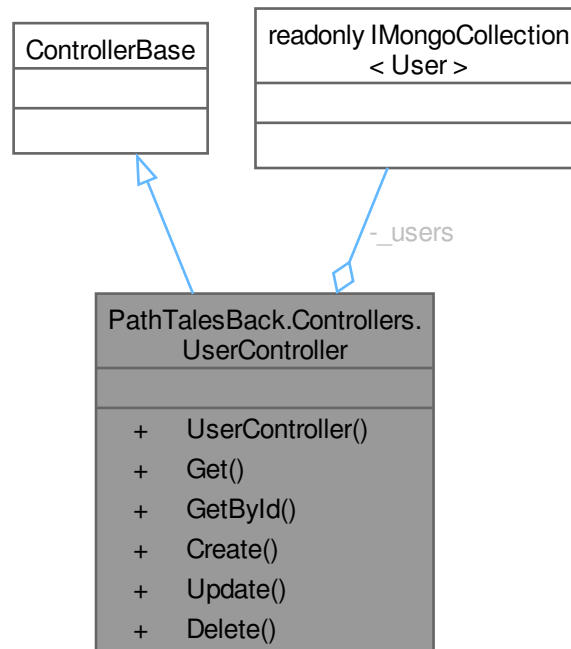 ControllerBase
readonly IMongoCollection
< User >
-_users
PathTalesBack.Controllers.
UserController
+ UserController()
+ Get()
+ GetById()
+ Create()
+ Update()
+ Delete()